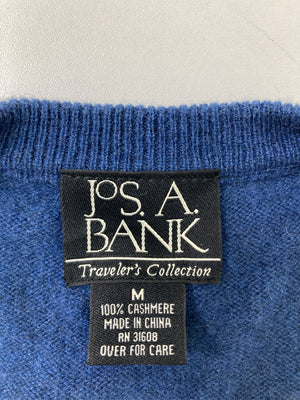 JOS. A.
BANK
Traveler's Collection
M
100% CASHMERE
MADE IN CHINA
RN 31608
OVER FOR CARE